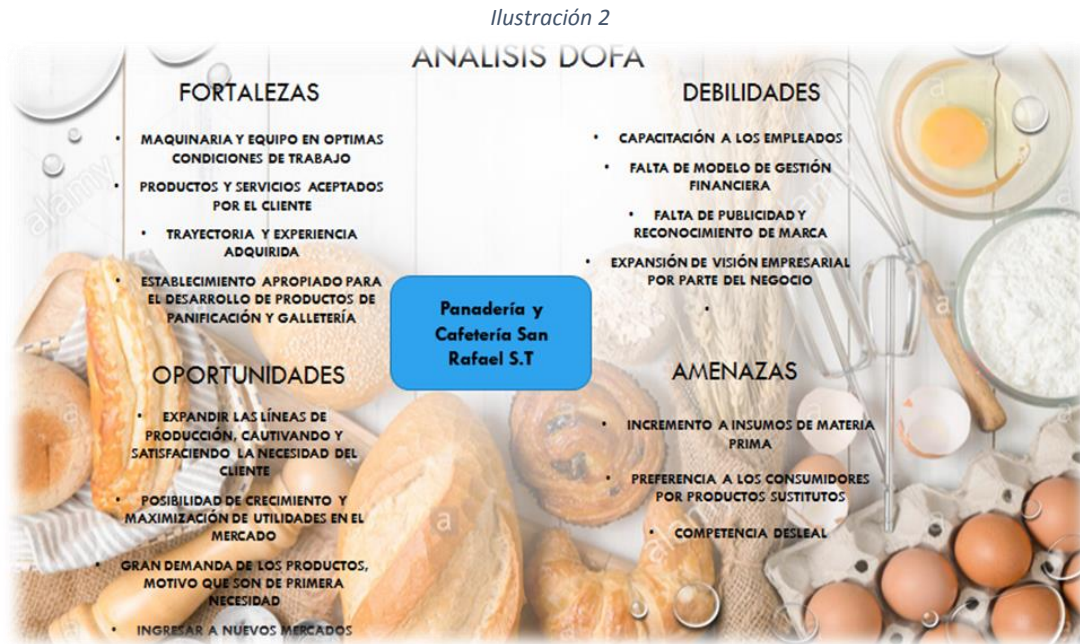 Ilustración 2
ANALISIS DOFA
FORTALEZAS
• MAQUINARIA Y EQUIPO EN OPTIMAS
CONDICIONES DE TRABAJO
• PRODUCTOS Y SERVICIOS ACEPTADOS
POR EL CLIENTE
• TRAYECTORIA Y EXPERIENCIA
ADQUIRIDA
• ESTABLECIMIENTO APROPIADO PARA
EL DESARROLLO DE PRODUCTOS DE
PANIFICACIÓN Y GALLETERÍA
DEBILIDADES
• CAPACITACIÓN A LOS EMPLEADOS
• FALTA DE MODELO DE GESTIÓN
FINANCIERA
• FALTA DE PUBLICIDAD Y
RECONOCIMIENTO DE MARCA
• EXPANSIÓN DE VISIÓN EMPRESARIAL
POR PARTE DEL NEGOCIO
•
Panadería y
Cafetería San
Rafael S.T
OPORTUNIDADES
• EXPANDIR LAS LÍNEAS DE
PRODUCCIÓN, CAUTIVANDO Y
SATISFACIENDO LA NECESIDAD DEL
CLIENTE
• POSIBILIDAD DE CRECIMIENTO Y
MAXIMIZACIÓN DE UTILIDADES EN EL
MERCADO
• GRAN DEMANDA DE LOS PRODUCTOS,
MOTIVO QUE SON DE PRIMERA
NECESIDAD
• INGRESAR A NUEVOS MERCADOS
AMENAZAS
• INCREMENTO A INSUMOS DE MATERIA
PRIMA
• PREFERENCIA A LOS CONSUMIDORES
POR PRODUCTOS SUSTITUTOS
• COMPETENCIA DESLEAL
alamy
a
a
a
alamy